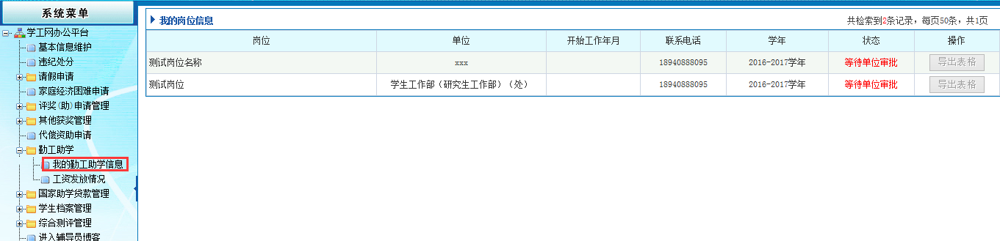 系统菜单
学工网办公平台
基本信息维护
违纪处分
请假申请
家庭经济困难申请
评奖(助)申请管理
其他获奖管理
代偿资助申请
勤工助学
我的勤工助学信息
工资发放情况
国家助学贷款管理
学生档案管理
综合测评管理
进入辅导员博客
我的岗位信息 共检索到2条记录，每页50条，共1页
岗位 单位 开始工作年月 联系电话 学年 状态 操作
测试岗位名称 xxx 18940888095 2016-2017学年 等待单位审批 导出表格
测试岗位 学生工作部（研究生工作部）（处） 18940888095 2016-2017学年 等待单位审批 导出表格